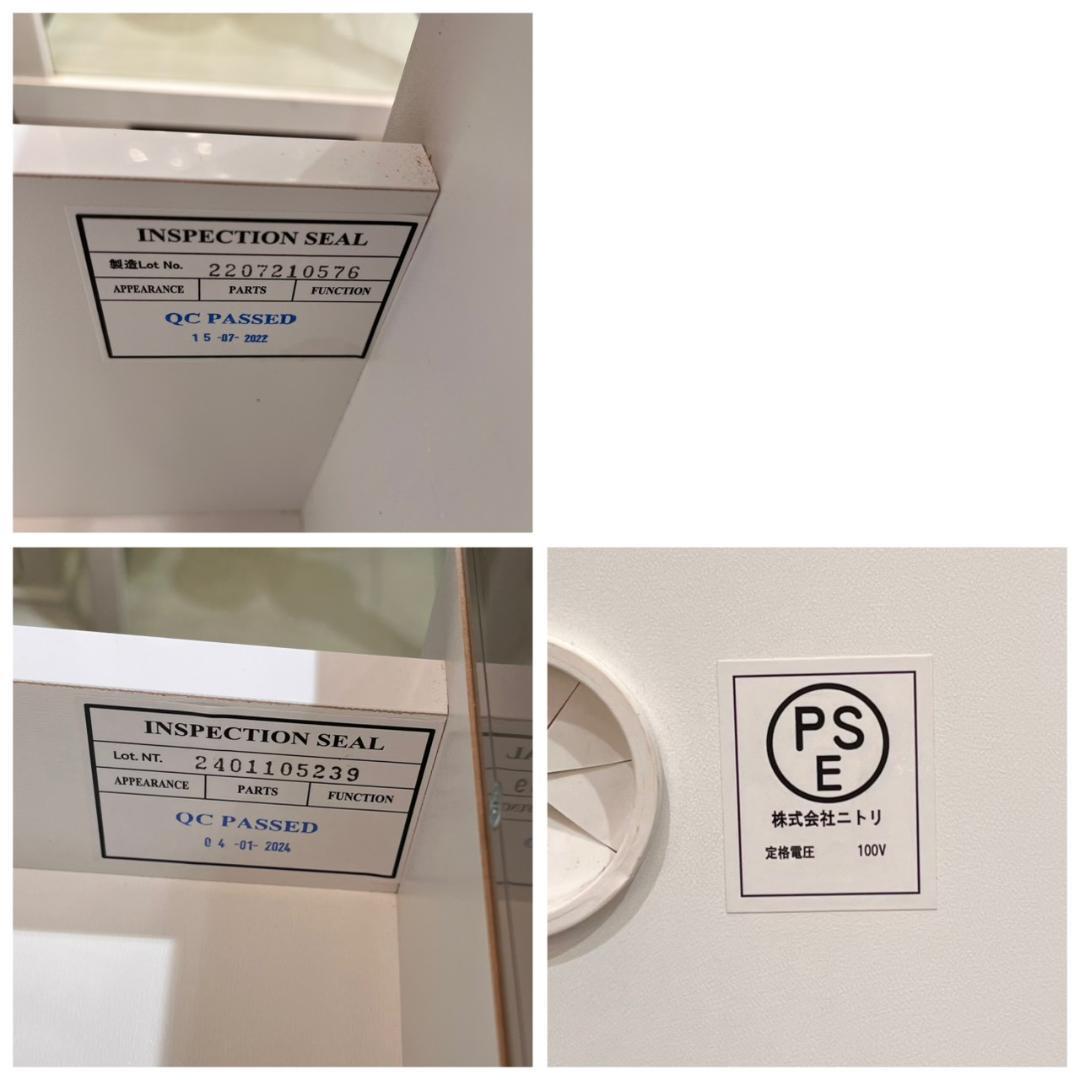 INSPECTION SEAL
製造Lot No. 2207210576
APPEARANCE PARTS FUNCTION
QC PASSED
15 -07- 2022
INSPECTION SEAL
Lot. NT. 2401105239
APPEARANCE PARTS FUNCTION
QC PASSED
04 -01- 2024
PS
E
株式会社ニトリ
定格電圧 100V